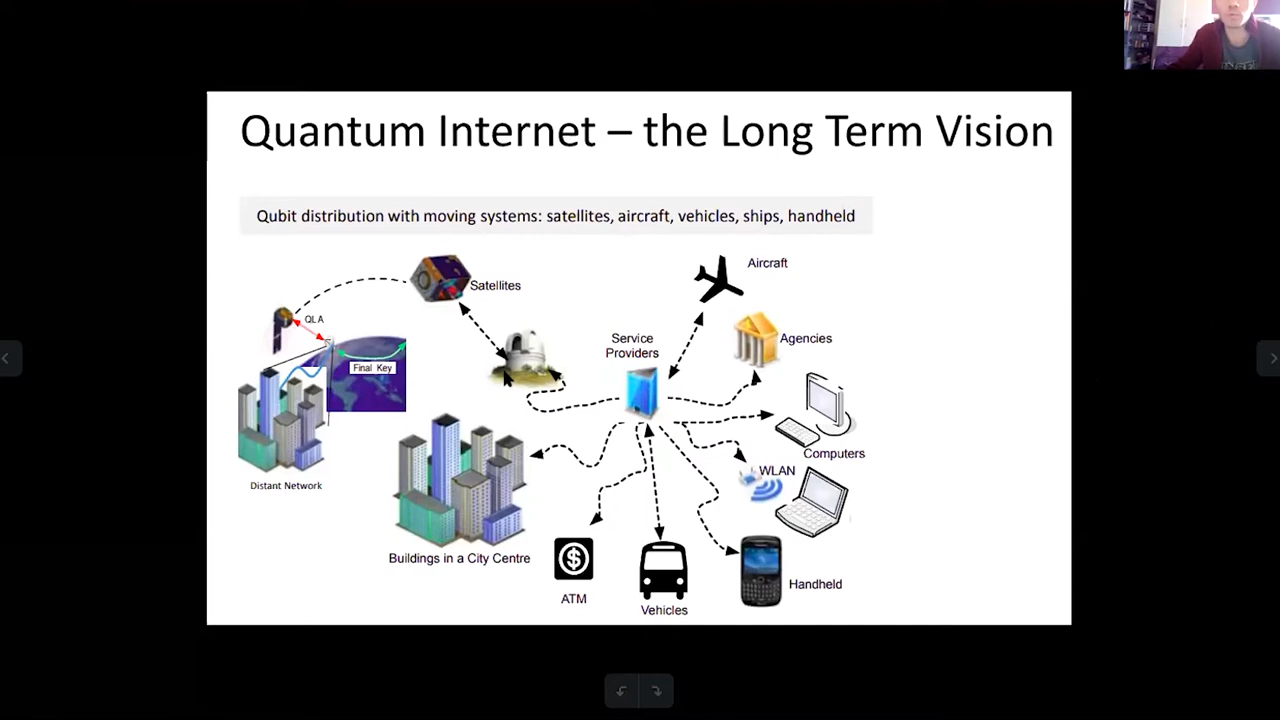 Quantum Internet – the Long Term Vision
Qubit distribution with moving systems: satellites, aircraft, vehicles, ships, handheld
Aircraft
Satellites
QLA
Service
Providers
Agencies
Final Key
Computers
WLAN
Distant Network
Buildings in a City Centre
Handheld
ATM
Vehicles
$